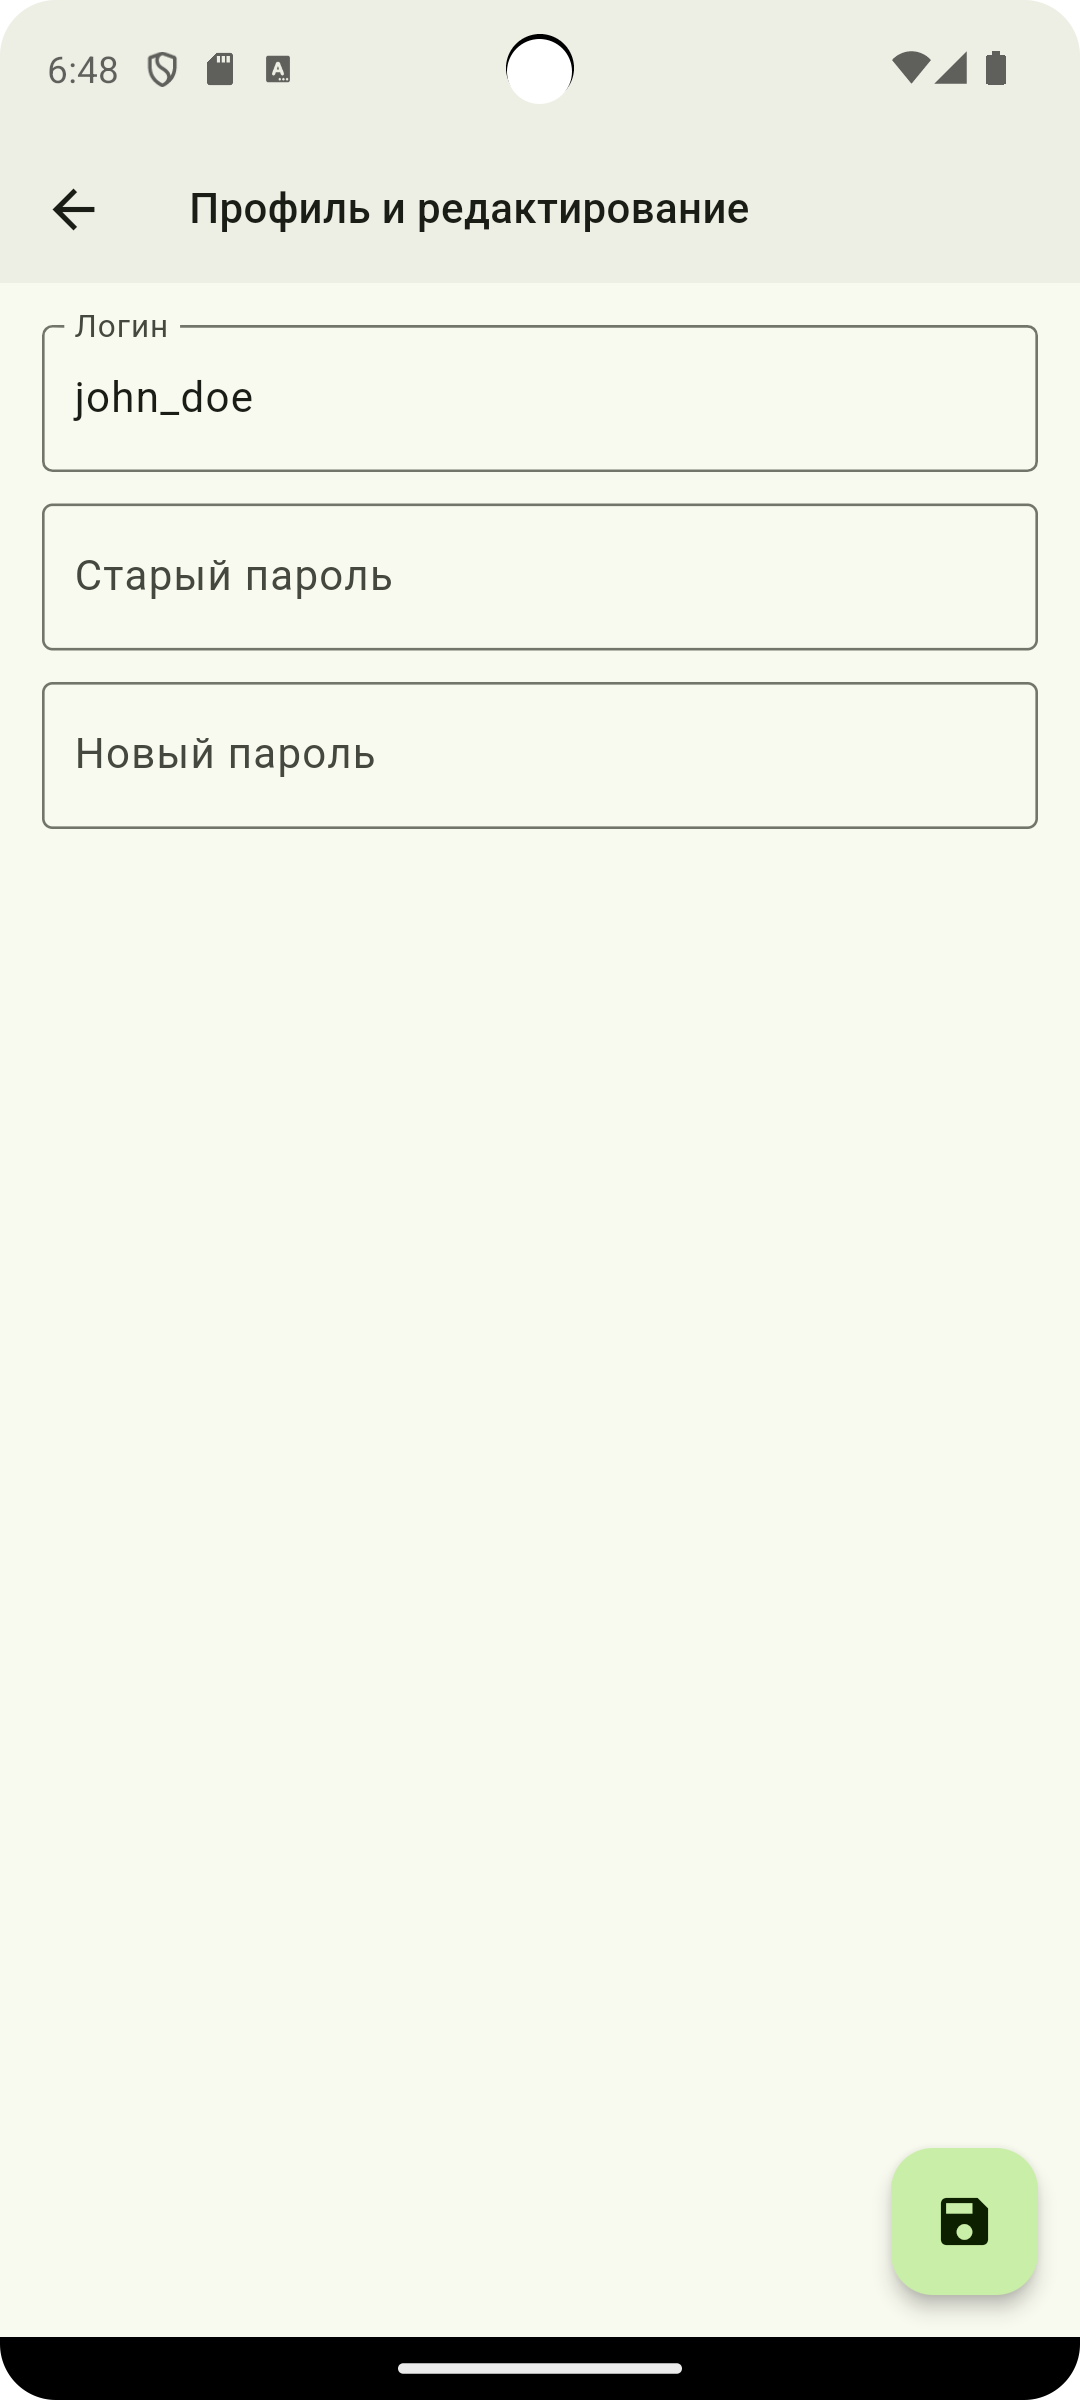 6:48
Профиль и редактирование
Логин
john_doe
Старый пароль
Новый пароль